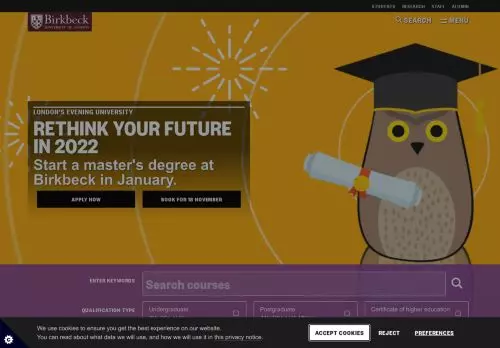 STUDENTS RESEARCH STAFF ALUMNI
Birkbeck
UNIVERSITY OF LONDON
SEARCH MENU
LONDON'S EVENING UNIVERSITY
RETHINK YOUR FUTURE
IN 2022
Start a master's degree at
Birkbeck in January.
APPLY NOW
BOOK FOR 18 NOVEMBER
ENTER KEYWORDS
Search courses
QUALIFICATION TYPE
Undergraduate
Postgraduate
Certificate of higher education
We use cookies to ensure you get the best experience on our website.
You can read about what data we will use, and how we will use it in this privacy notice.
ACCEPT COOKIES
REJECT
PREFERENCES